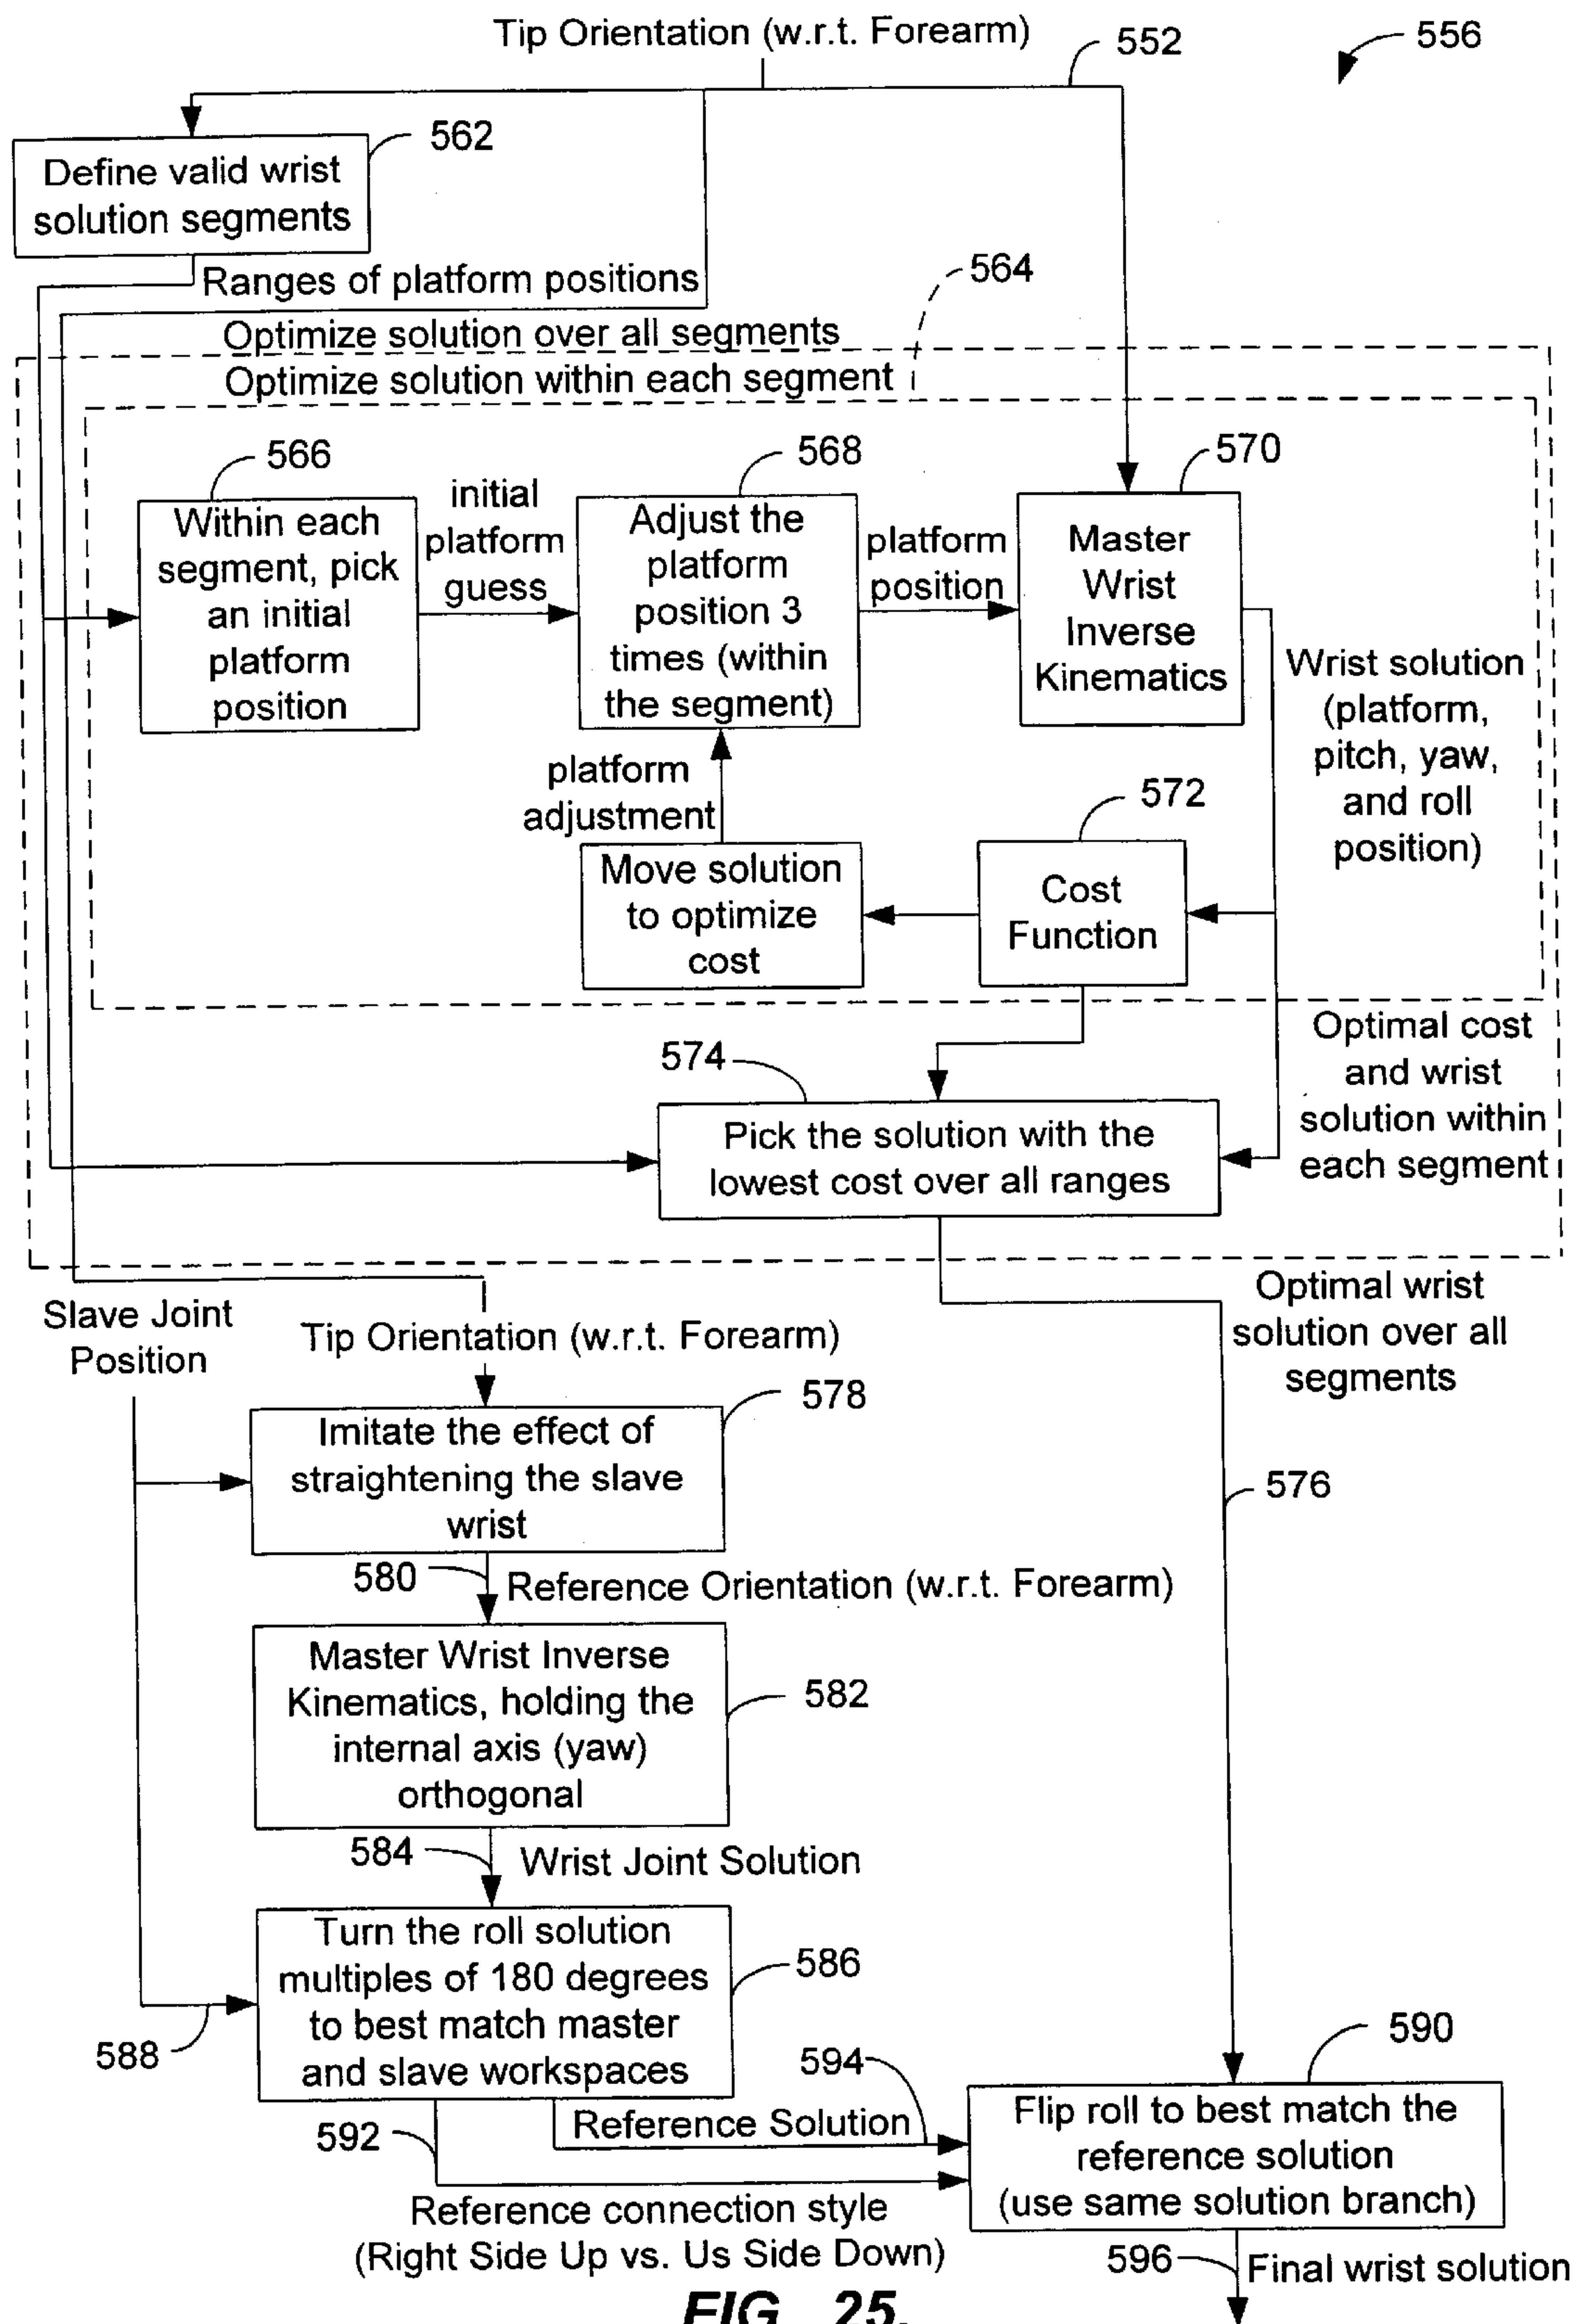 Tip Orientation (w.r.t. Forearm)
552
556
562
Define valid wrist
solution segments
Ranges of platform positions
564
Optimize solution over all segments
Optimize solution within each segment
566
568
570
Within each
segment, pick
an initial
platform
position
initial
platform
guess
Adjust the
platform
position 3
times (within
the segment)
platform
position
Master
Wrist
Inverse
Kinematics
Wrist solution
(platform,
pitch, yaw,
and roll
position)
platform
adjustment
572
Move solution
to optimize
cost
Cost
Function
574
Optimal cost
and wrist
solution within
each segment
Pick the solution with the
lowest cost over all ranges
Optimal wrist
solution over all
segments
Slave Joint
Position
Tip Orientation (w.r.t. Forearm)
578
Imitate the effect of
straightening the slave
wrist
576
580
Reference Orientation (w.r.t. Forearm)
Master Wrist Inverse
Kinematics, holding the
internal axis (yaw)
orthogonal
582
584
Wrist Joint Solution
Turn the roll solution
multiples of 180 degrees
to best match master
and slave workspaces
586
588
590
594
592
Reference Solution
Flip roll to best match the
reference solution
(use same solution branch)
Reference connection style
(Right Side Up vs. Us Side Down)
596
Final wrist solution
FIG. 25.